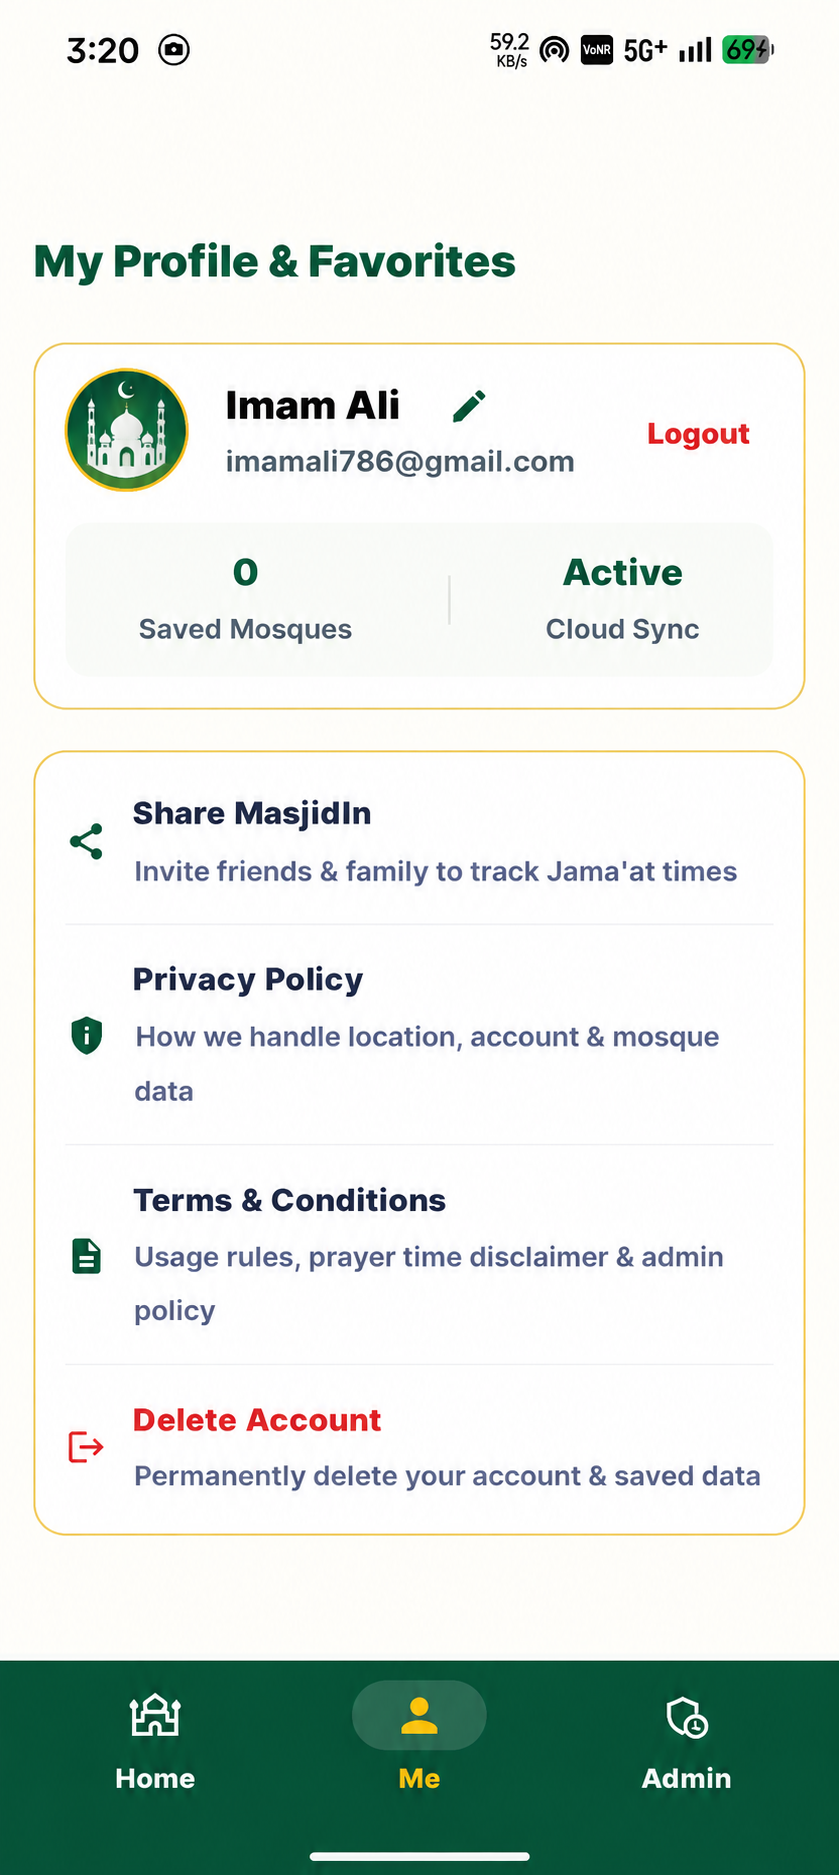 3:20
59.2
KB/s
VoNR
5G+
69
My Profile & Favorites
Imam Ali
imamali786@gmail.com
Logout
0
Saved Mosques
Active
Cloud Sync
Share MasjidIn
Invite friends & family to track Jama'at times
Privacy Policy
How we handle location, account & mosque
data
Terms & Conditions
Usage rules, prayer time disclaimer & admin
policy
Delete Account
Permanently delete your account & saved data
Home
Me
Admin